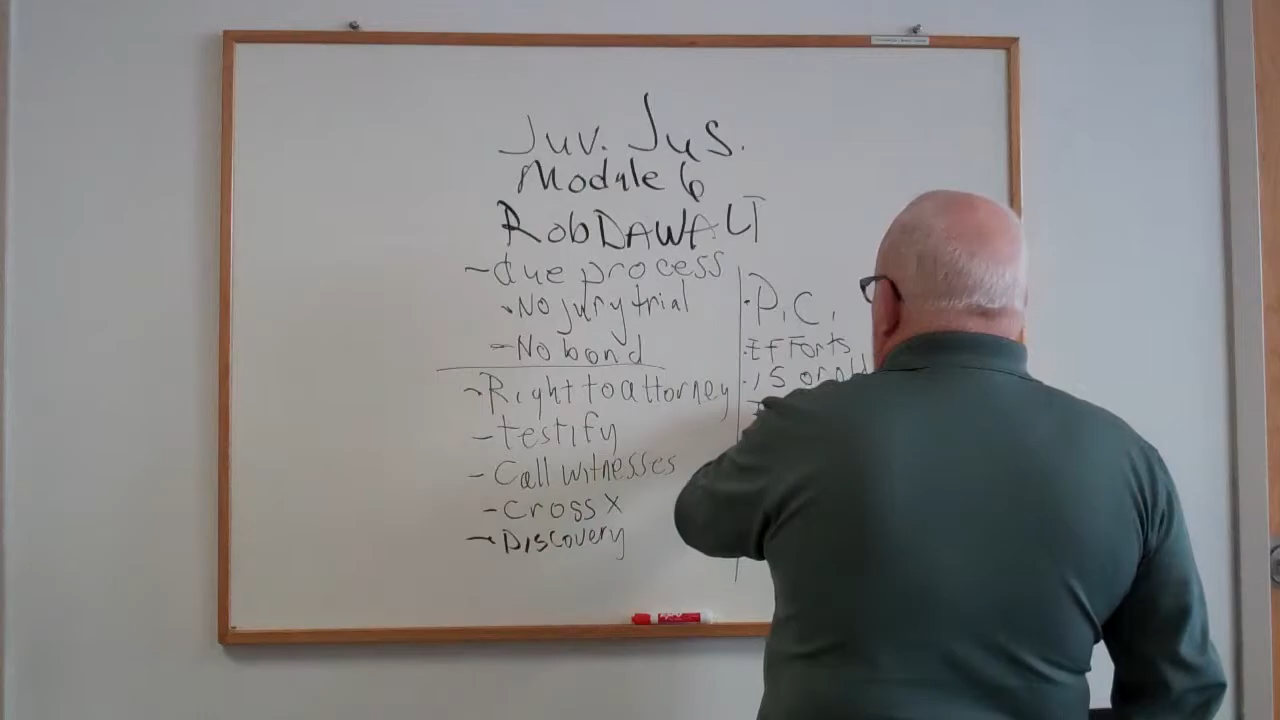 Juv. Jus.
Module 6
Rob DAWALT
- due process
- No jury trial
- No bond
- Right to attorney
- testify
- Call witnesses
- Cross X
- Discovery
· P.C.
· Efforts
· 15 or
expo